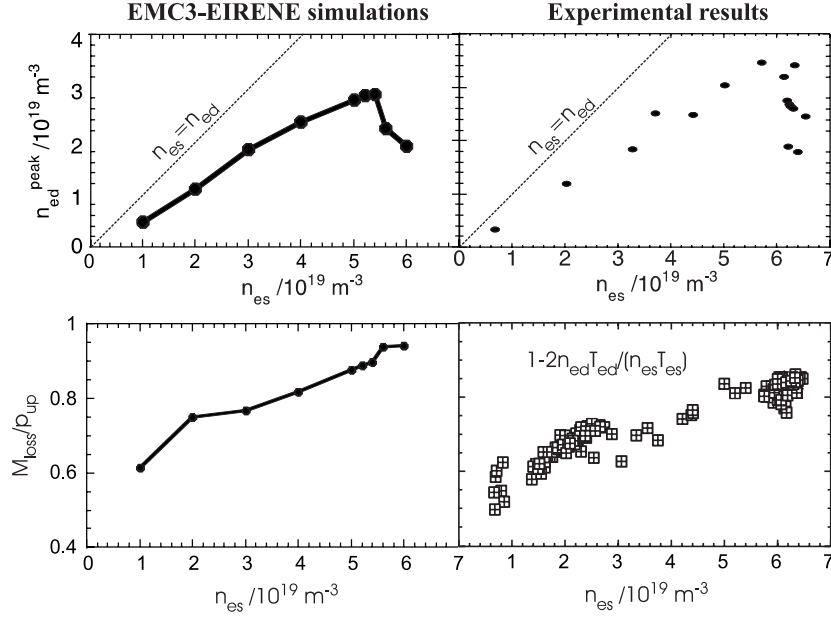 EMC3-EIRENE simulations
Experimental results
4
3
2
1
0
n_ed^peak /10^19 m^-3
n_es=n_ed
n_es=n_ed
0 1 2 3 4 5 6
0 1 2 3 4 5 6 7
n_es /10^19 m^-3
n_es /10^19 m^-3
1
0.8
0.6
0.4
M_loss/p_up
1-2n_edT_ed/(n_esT_es)
0 1 2 3 4 5 6 7
1 2 3 4 5 6 7
n_es /10^19 m^-3
n_es /10^19 m^-3